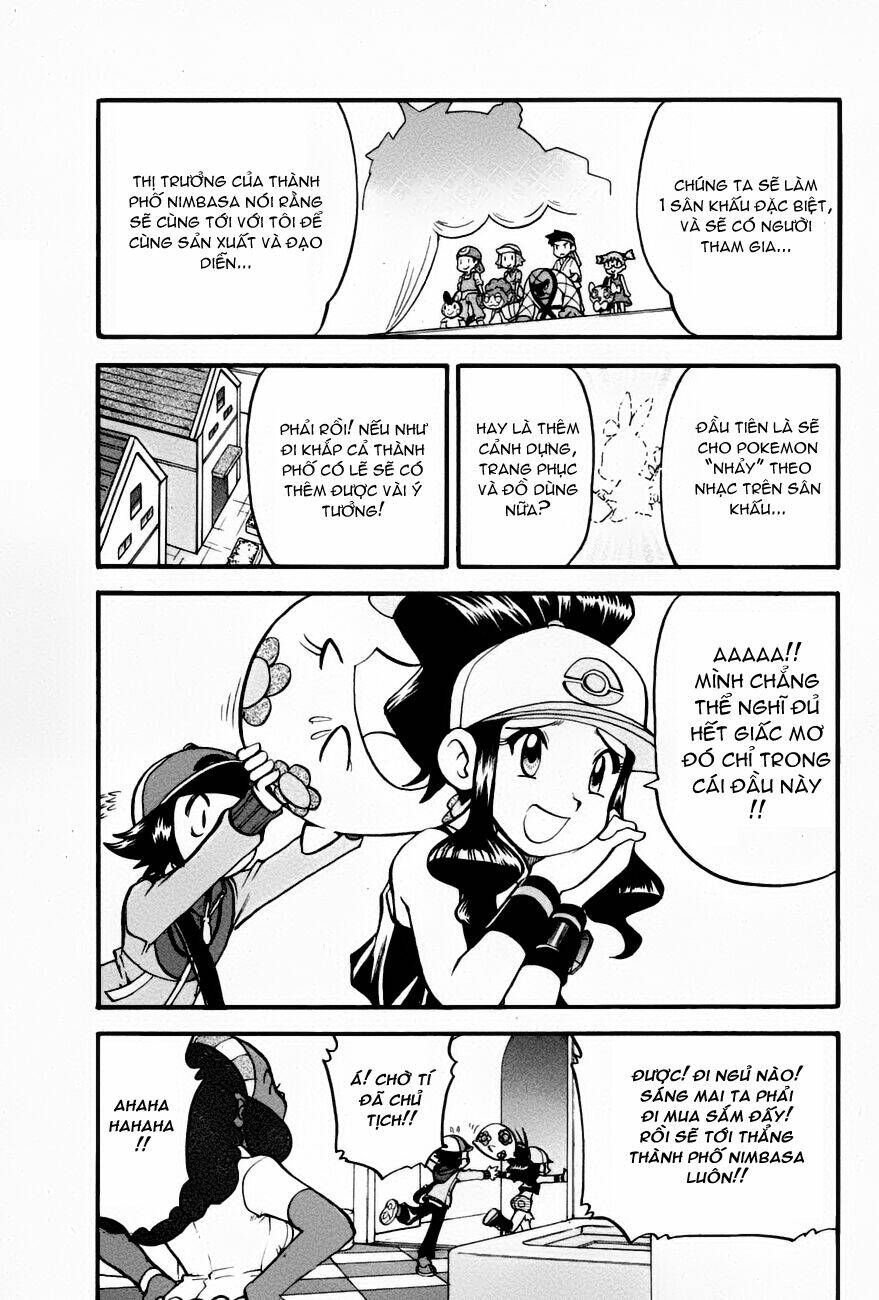 CHÚNG TA SẼ LÀM
1 SÂN KHẤU ĐẶC BIỆT,
VÀ SẼ CÓ NGƯỜI
THAM GIA...
THỊ TRƯỞNG CỦA THÀNH
PHỐ NIMBASA NÓI RẰNG
SẼ CÙNG TỚI VỚI TÔI ĐỂ
CÙNG SẢN XUẤT VÀ ĐẠO
DIỄN...
ĐẦU TIÊN LÀ SẼ
CHO POKEMON
“NHẢY” THEO
NHẠC TRÊN SÂN
KHẤU...
HAY LÀ THÊM
CẢNH DỰNG,
TRANG PHỤC
VÀ ĐỒ DÙNG
NỮA?
PHẢI RỒI! NẾU NHƯ
ĐI KHẮP CẢ THÀNH
PHỐ CÓ LẼ SẼ CÓ
THÊM ĐƯỢC VÀI Ý
TƯỞNG!
AAAAA!!
MÌNH CHẲNG
THỂ NGHĨ ĐỦ
HẾT GIẤC MƠ
ĐÓ CHỈ TRONG
CÁI ĐẦU NÀY
!!
ĐƯỢC! ĐI NGỦ NÀO!
SÁNG MAI TA PHẢI
ĐI MUA SẮM ĐẤY!
RỒI SẼ TỚI THẲNG
THÀNH PHỐ NIMBASA
LUÔN!!
Á! CHỜ TÍ
ĐÃ CHỦ
TỊCH!!
AHAHA
HAHAHA
!!